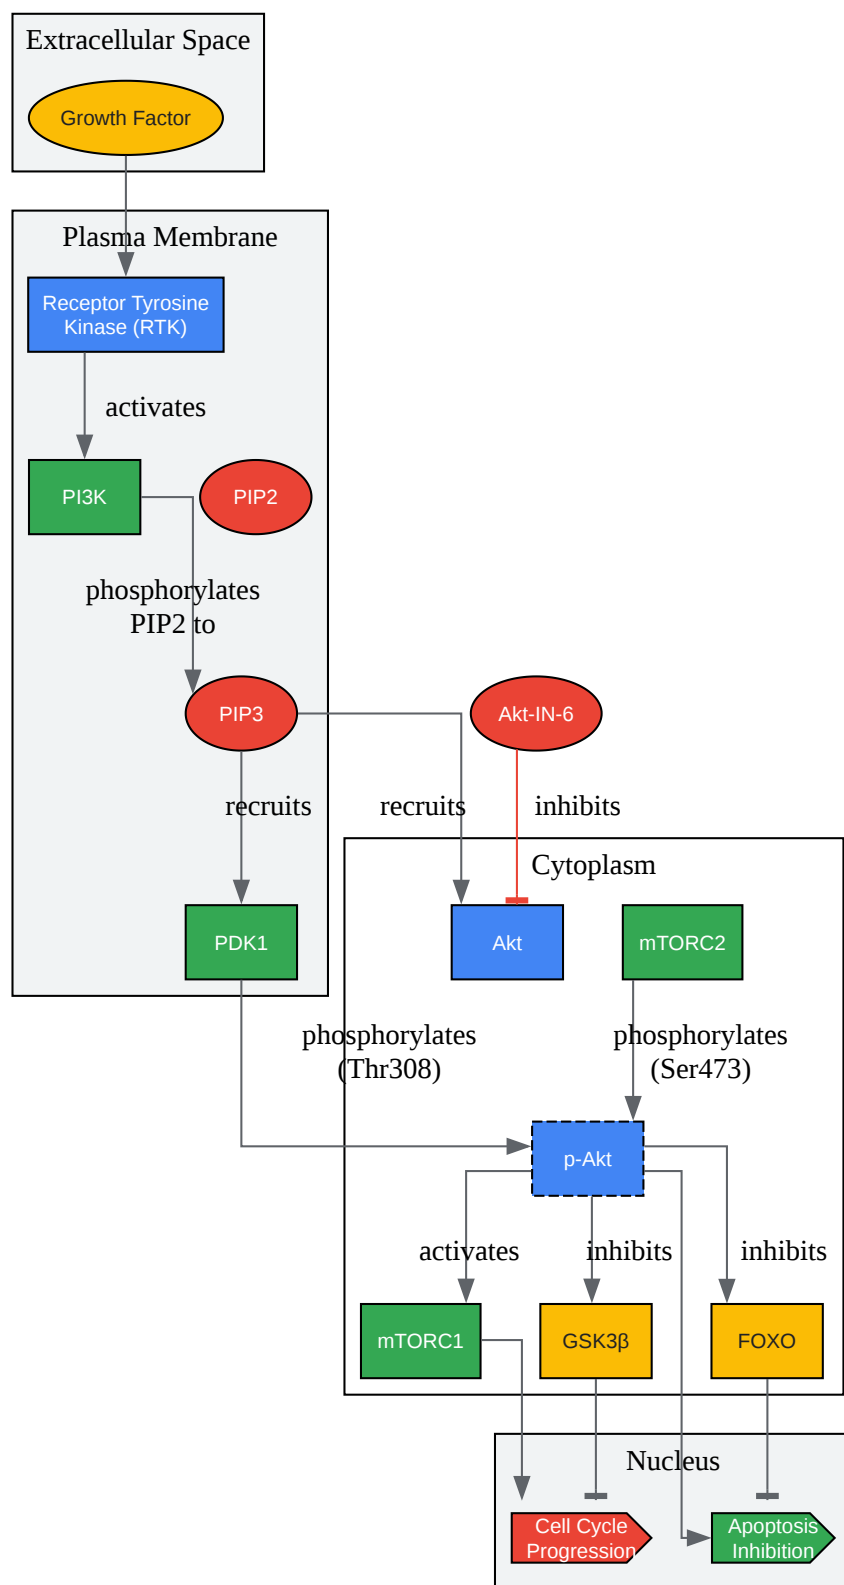 Extracellular Space
Growth Factor
Plasma Membrane
Receptor Tyrosine
Kinase (RTK)
activates
PI3K
PIP2
phosphorylates
PIP2 to
PIP3
Akt-IN-6
recruits
recruits
inhibits
Cytoplasm
PDK1
Akt
mTORC2
phosphorylates
(Thr308)
phosphorylates
(Ser473)
p-Akt
activates
inhibits
inhibits
mTORC1
GSK3β
FOXO
Nucleus
Cell Cycle
Progression
Apoptosis
Inhibition